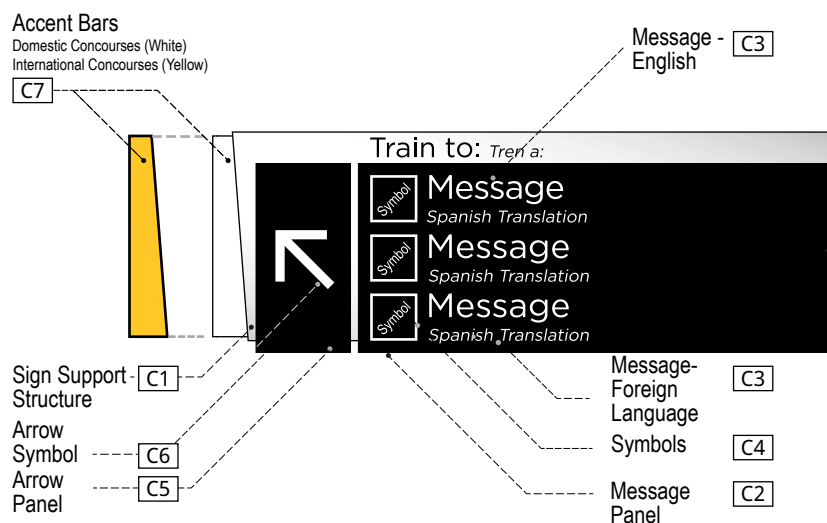 Accent Bars
Domestic Concourses (White)
International Concourses (Yellow)
C7
Message -
English
C3
Train to: Tren a:
Symbol
Message
Spanish Translation
Symbol
Message
Spanish Translation
Symbol
Message
Spanish Translation
Sign Support
Structure
C1
Arrow
Symbol
C6
Arrow
Panel
C5
Message-
Foreign
Language
C3
Symbols
C4
Message
Panel
C2